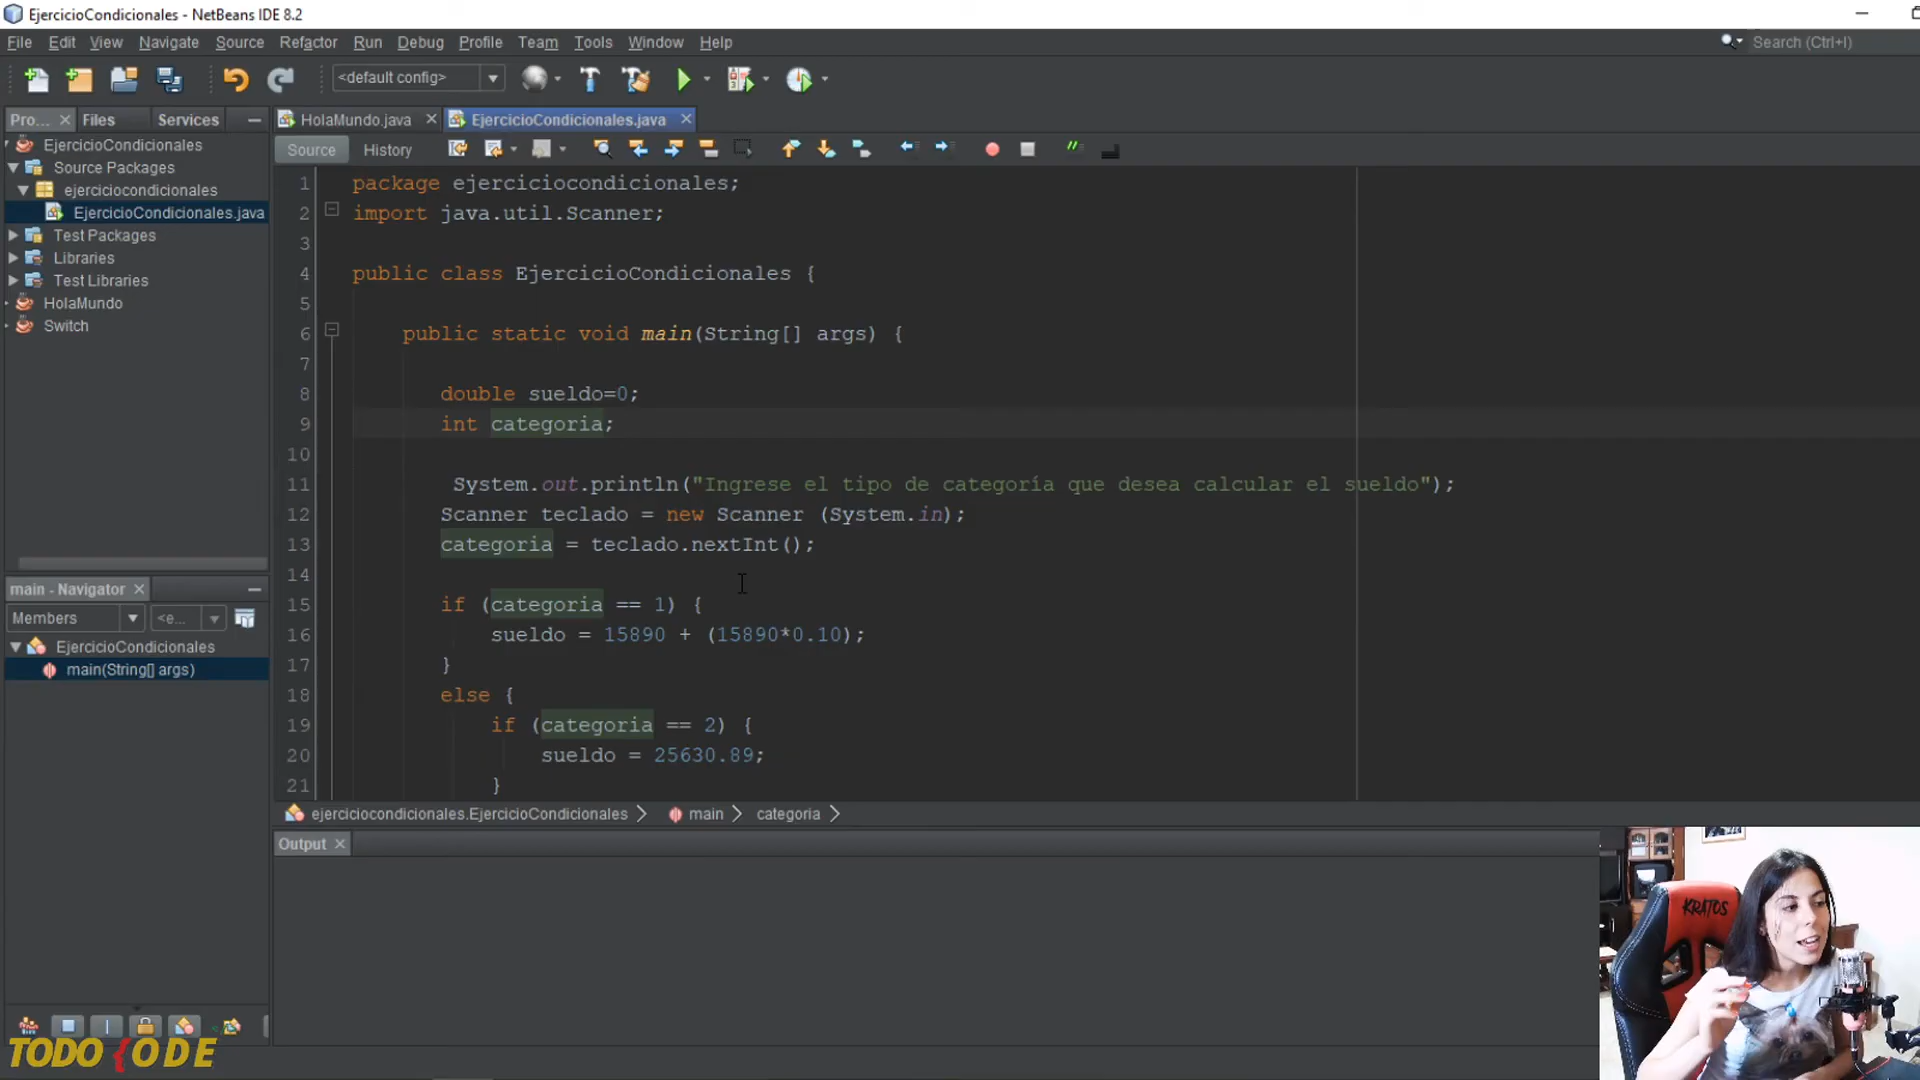 EjercicioCondicionales - NetBeans IDE 8.2
File Edit View Navigate Source Refactor Run Debug Profile Team Tools Window Help
Search (Ctrl+I)
<default config>
Pro... Files Services
HolaMundo.java EjercicioCondicionales.java
Source History
EjercicioCondicionales
Source Packages
ejerciciocondicionales
EjercicioCondicionales.java
Test Packages
Libraries
Test Libraries
HolaMundo
Switch
1 package ejerciciocondicionales;
2 import java.util.Scanner;
3
4 public class EjercicioCondicionales {
5
6 public static void main(String[] args) {
7
8 double sueldo=0;
9 int categoria;
10
11 System.out.println("Ingrese el tipo de categoría que desea calcular el sueldo");
12 Scanner teclado = new Scanner (System.in);
13 categoria = teclado.nextInt();
14
15 if (categoria == 1) {
16 sueldo = 15890 + (15890*0.10);
17 }
18 else {
19 if (categoria == 2) {
20 sueldo = 25630.89;
21 }
main - Navigator
Members <e...
EjercicioCondicionales
main(String[] args)
ejerciciocondicionales.EjercicioCondicionales main categoria
Output
KRATOS
TODO {ODE